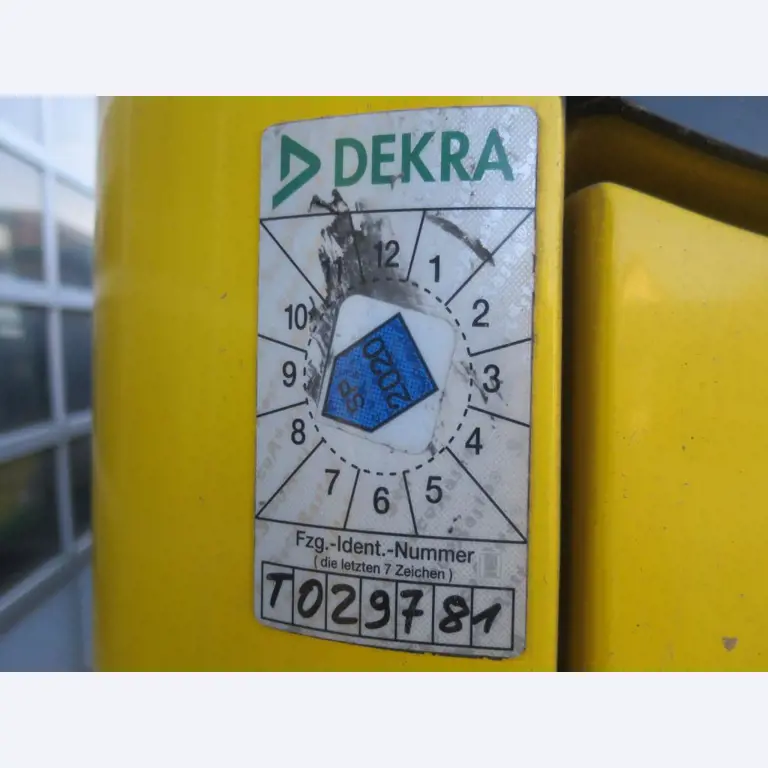 DEKRA
12
11
1
10
2
9
3
8
4
7
6
5
SP
2020
Fzg.-Ident.-Nummer
(die letzten 7 Zeichen)
T029781